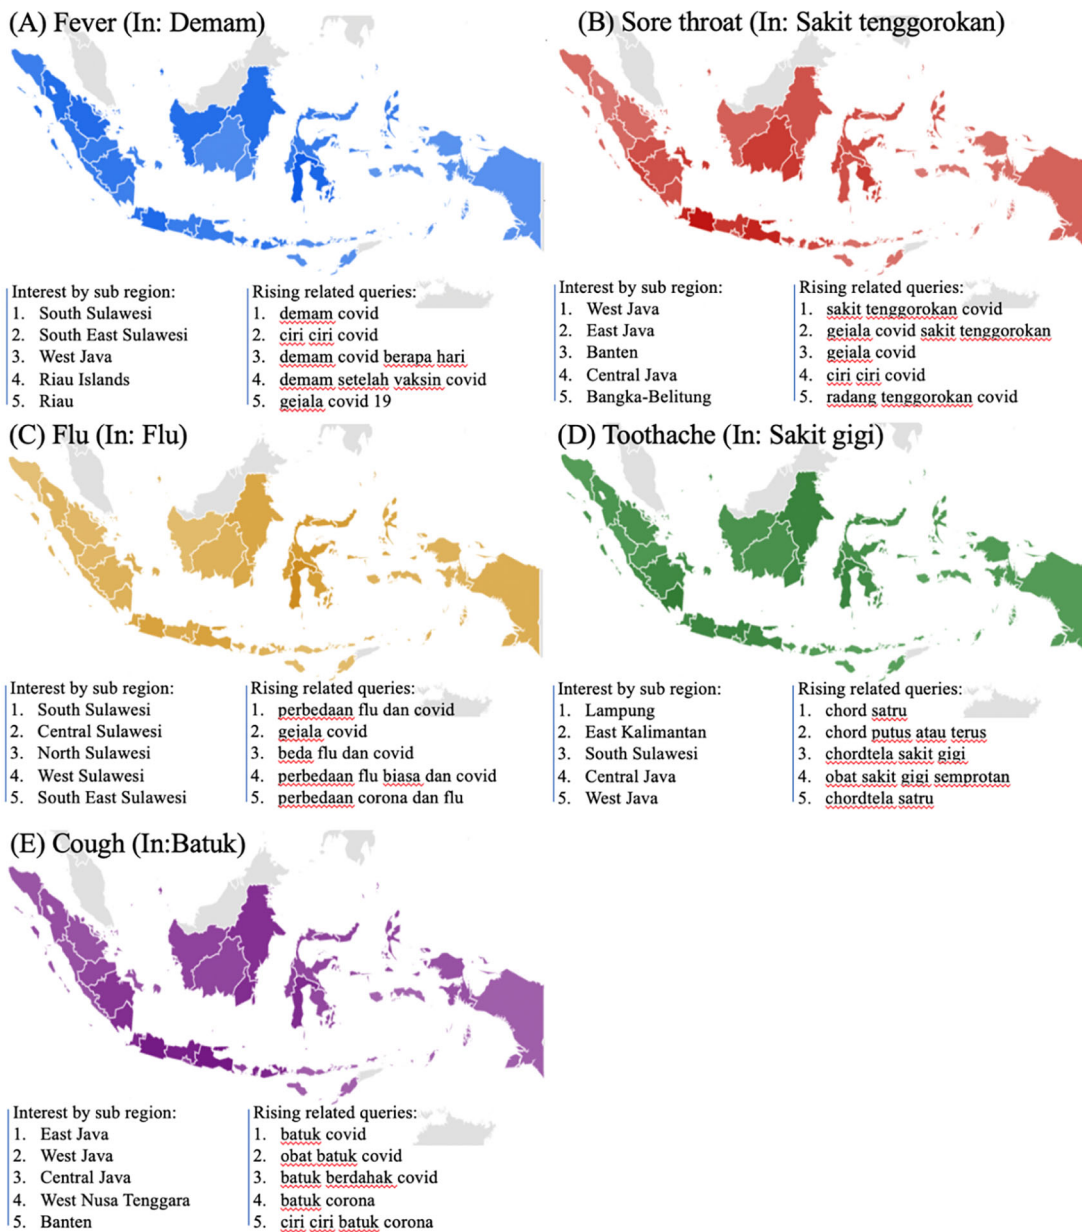 (A) Fever (In: Demam)
Interest by sub region:
1. South Sulawesi
2. South East Sulawesi
3. West Java
4. Riau Islands
5. Riau
Rising related queries:
1. demam covid
2. ciri ciri covid
3. demam covid berapa hari
4. demam setelah vaksin covid
5. gejala covid 19
(B) Sore throat (In: Sakit tenggorokan)
Interest by sub region:
1. West Java
2. East Java
3. Banten
4. Central Java
5. Bangka-Belitung
Rising related queries:
1. sakit tenggorokan covid
2. gejala covid sakit tenggorokan
3. gejala covid
4. ciri ciri covid
5. radang tenggorokan covid
(C) Flu (In: Flu)
Interest by sub region:
1. South Sulawesi
2. Central Sulawesi
3. North Sulawesi
4. West Sulawesi
5. South East Sulawesi
Rising related queries:
1. perbedaan flu dan covid
2. gejala covid
3. beda flu dan covid
4. perbedaan flu biasa dan covid
5. perbedaan corona dan flu
(D) Toothache (In: Sakit gigi)
Interest by sub region:
1. Lampung
2. East Kalimantan
3. South Sulawesi
4. Central Java
5. West Java
Rising related queries:
1. chord satru
2. chord putus atau terus
3. chordtela sakit gigi
4. obat sakit gigi semprotan
5. chordtela satru
(E) Cough (In:Batuk)
Interest by sub region:
1. East Java
2. West Java
3. Central Java
4. West Nusa Tenggara
5. Banten
Rising related queries:
1. batuk covid
2. obat batuk covid
3. batuk berdahak covid
4. batuk corona
5. ciri ciri batuk corona